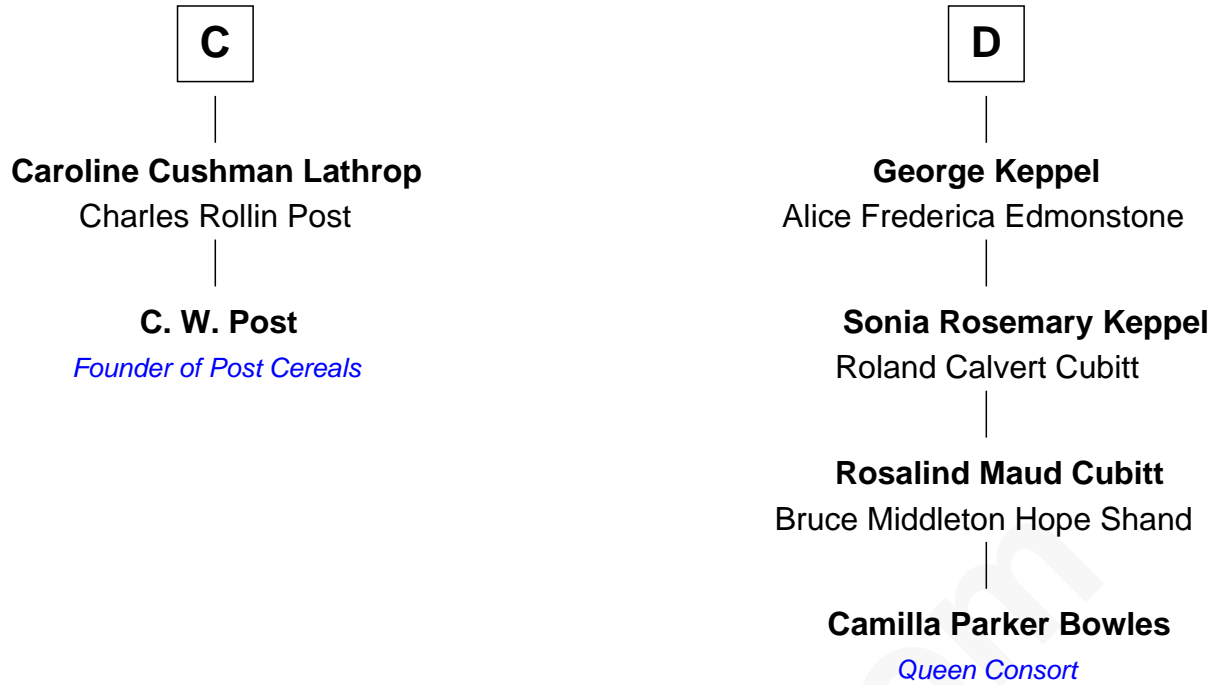 C
Caroline Cushman Lathrop
Charles Rollin Post
C. W. Post
Founder of Post Cereals
D
George Keppel
Alice Frederica Edmonstone
Sonia Rosemary Keppel
Roland Calvert Cubitt
Rosalind Maud Cubitt
Bruce Middleton Hope Shand
Camilla Parker Bowles
Queen Consort
om